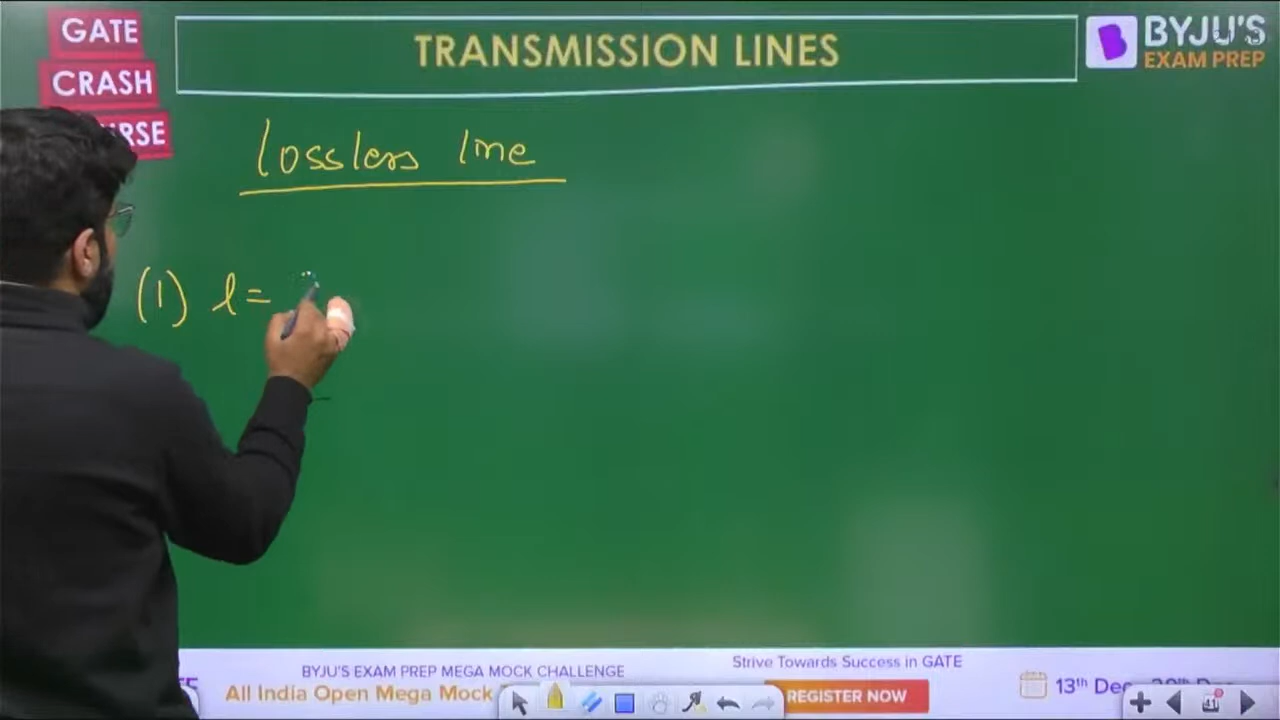 GATE
CRASH
TRANSMISSION LINES
BYJU'S
EXAM PREP
lossless line
(1) l =
BYJU'S EXAM PREP MEGA MOCK CHALLENGE
All India Open Mega Mock
Strive Towards Success in GATE
REGISTER NOW
13th Dec
41